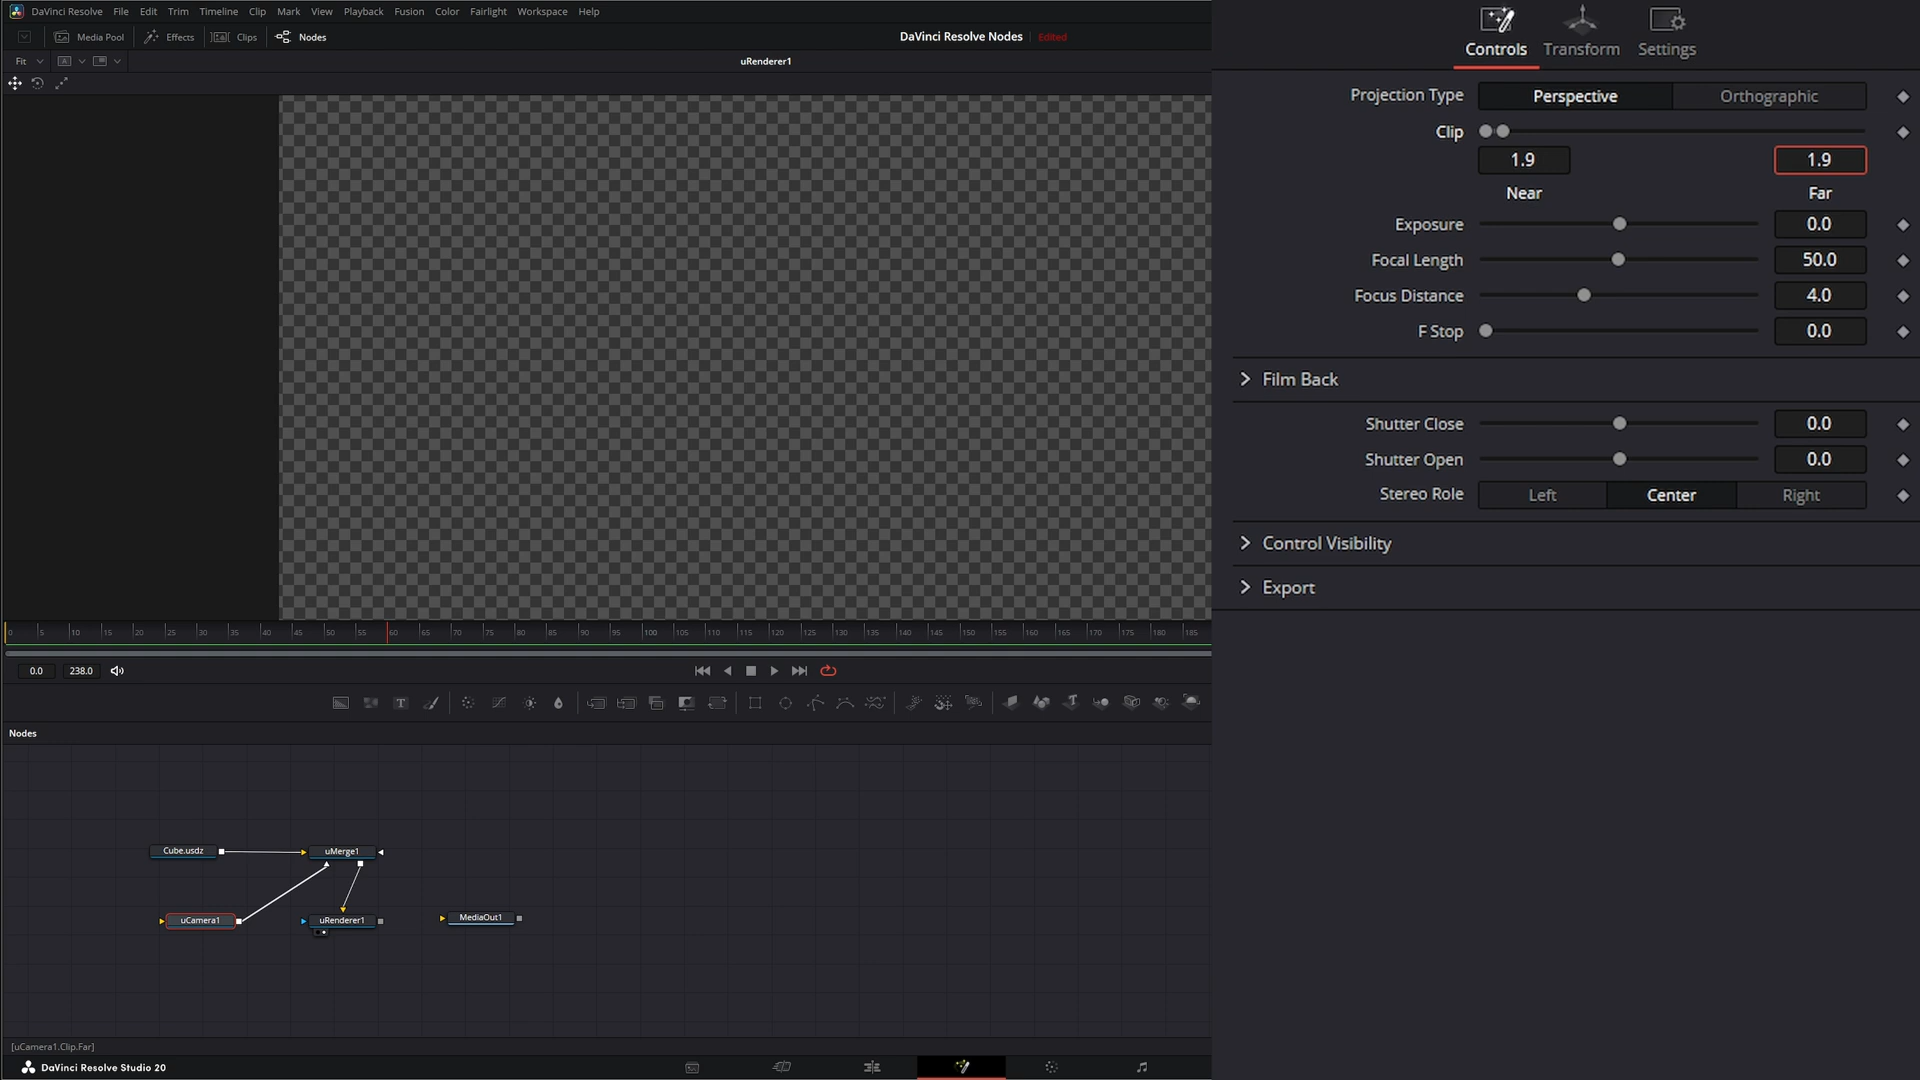 DaVinci Resolve File Edit Trim Timeline Clip Mark View Playback Fusion Color Fairlight Workspace Help
Media Pool Effects Clips Nodes DaVinci Resolve Nodes Edited
Fit A uRenderer1
Controls Transform Settings
Projection Type Perspective Orthographic
Clip
1.9 1.9
Near Far
Exposure 0.0
Focal Length 50.0
Focus Distance 4.0
F Stop 0.0
Film Back
Shutter Close 0.0
Shutter Open 0.0
Stereo Role Left Center Right
Control Visibility
Export
0 5 10 15 20 25 30 35 40 45 50 55 60 65 70 75 80 85 90 95 100 105 110 115 120 125 130 135 140 145 150 155 160 165 170 175 180 185
0.0 238.0
T
Nodes
Cube.usdz uMerge1
uCamera1 uRenderer1 MediaOut1
[uCamera1.Clip.Far]
DaVinci Resolve Studio 20